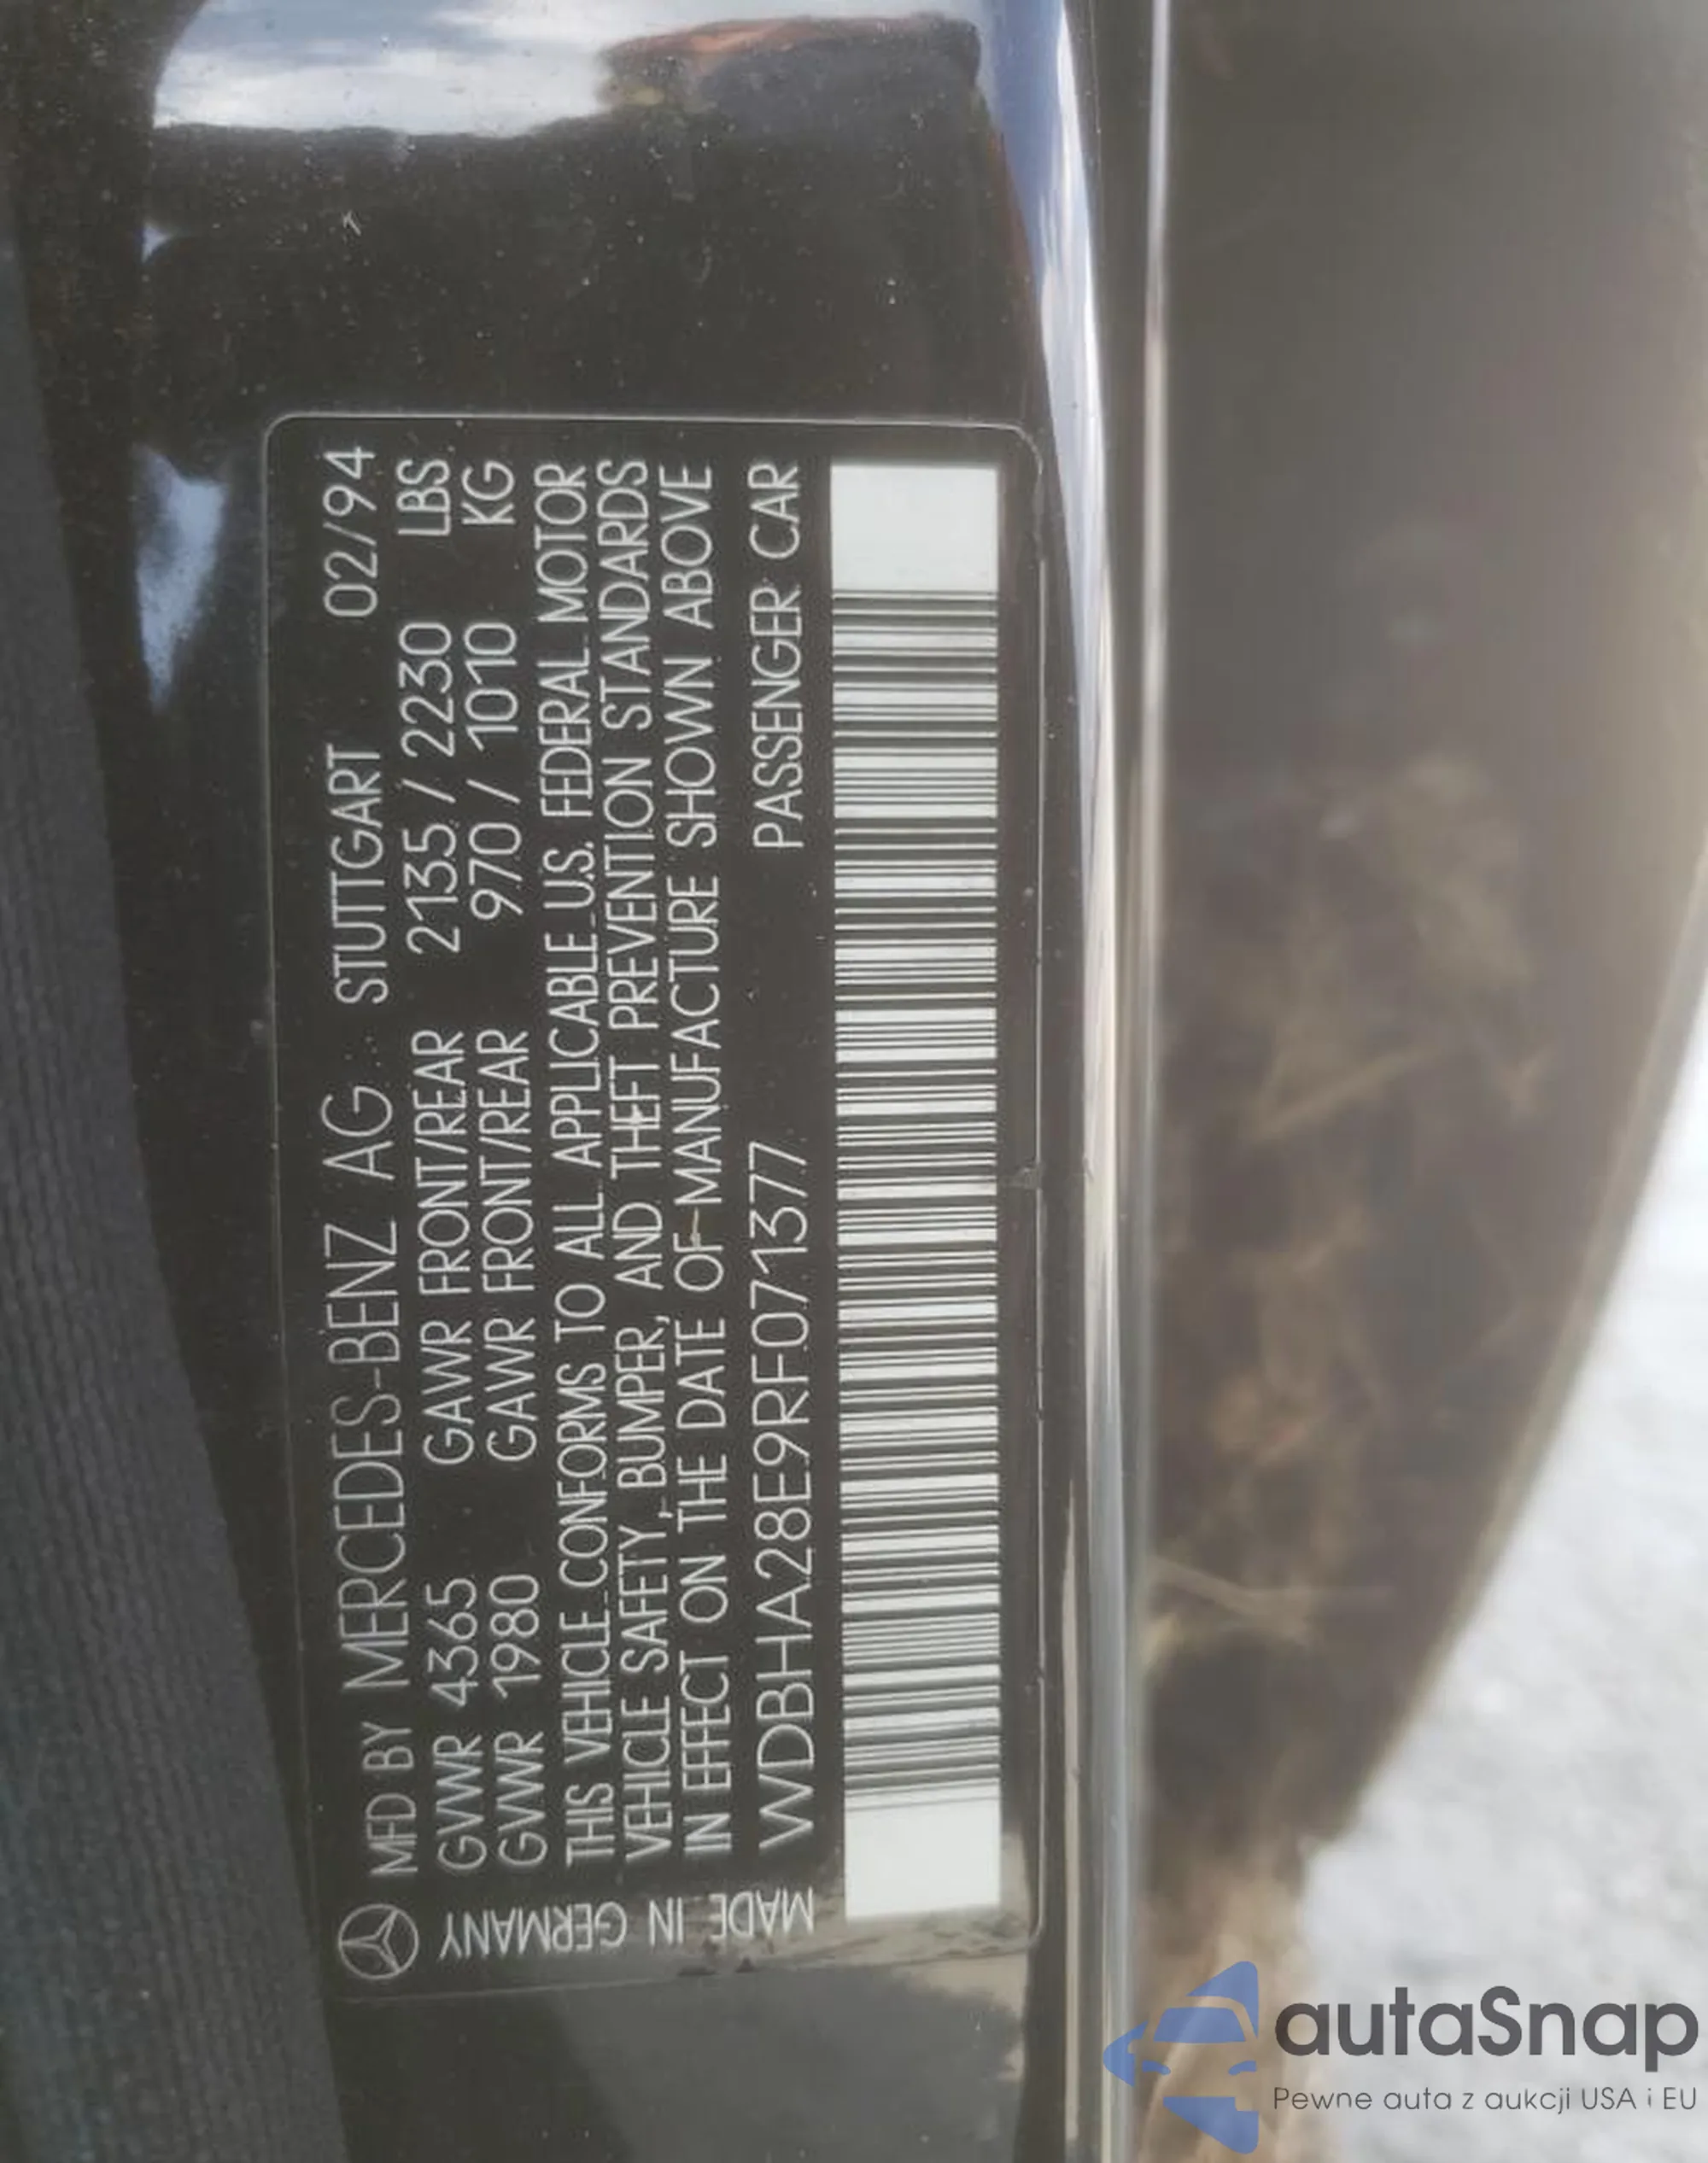 MFD BY MERCEDES-BENZ AG STUTTGART 02/94
GVWR 4365 GAWR FRONT/REAR 2135 / 2230 LBS
GVWR 1980 GAWR FRONT/REAR 970 / 1010 KG
THIS VEHICLE CONFORMS TO ALL APPLICABLE U.S. FEDERAL MOTOR
VEHICLE SAFETY, BUMPER, AND THEFT PREVENTION STANDARDS
IN EFFECT ON THE DATE OF MANUFACTURE SHOWN ABOVE
WDBHA28E9RF071377 PASSENGER CAR
MADE IN GERMANY
autaSnap
Pewne auta z aukcji USA i EU